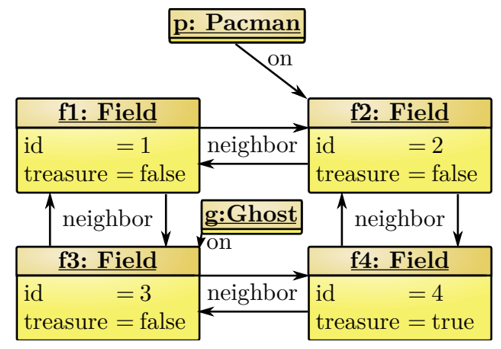 p: Pacman
on
f1: Field
id = 1
treasure = false
neighbor
f2: Field
id = 2
treasure = false
neighbor
g:Ghost
on
neighbor
f3: Field
id = 3
treasure = false
neighbor
f4: Field
id = 4
treasure = true